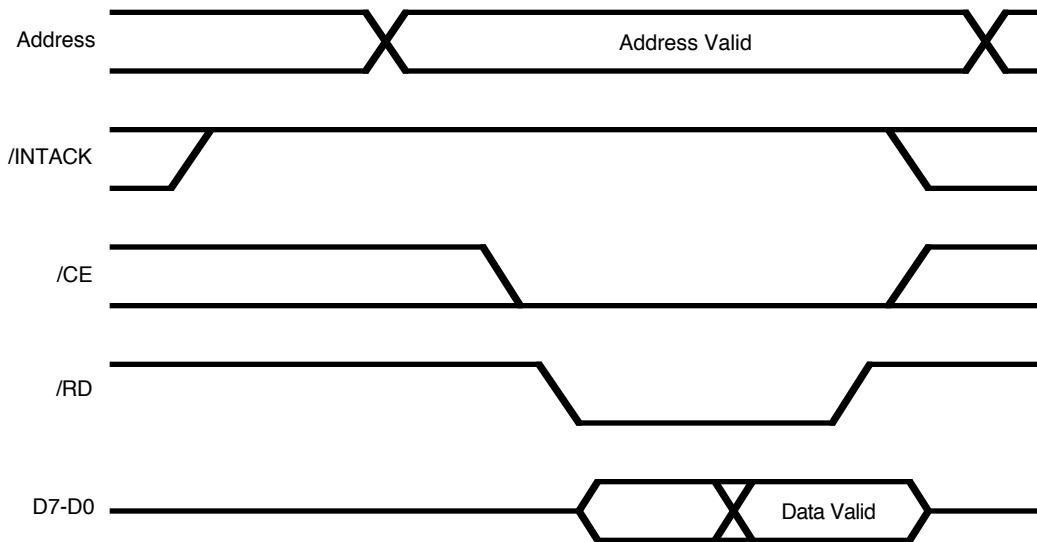 Address
Address Valid
/INTACK
/CE
/RD
D7-D0
Data Valid